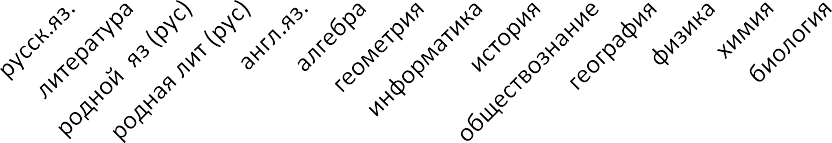 русск.яз.
литература
родной  яз (рус)
родная лит (рус)
англ.яз.
алгебра
геометрия
информатика
история
обществознание
география
физика
химия
биология